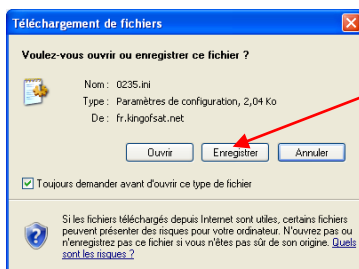 Téléchargement de fichiers
Voulez-vous ouvrir ou enregistrer ce fichier ?
Nom : 0235.ini
Type : Paramètres de configuration, 2,04 Ko
De : fr.kingofsat.net
Ouvrir Enregistrer Annuler
Toujours demander avant d'ouvrir ce type de fichier
Si les fichiers téléchargés depuis Internet sont utiles, certains fichiers
peuvent présenter des risques pour votre ordinateur. N'ouvrez pas ou
n'enregistrez pas ce fichier si vous n'êtes pas sûr de son origine. Quels
sont les risques ?